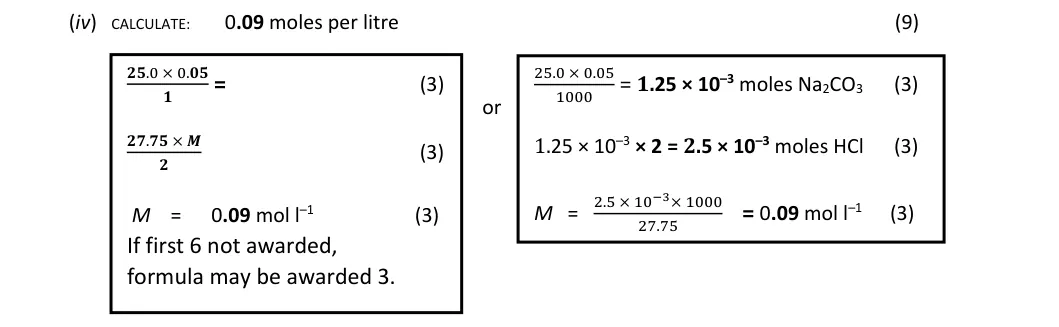 (iv) CALCULATE: 0.09 moles per litre (9)
25.0 × 0.05 / 1 = (3)
27.75 × M / 2 (3)
M = 0.09 mol l⁻¹ (3)
If first 6 not awarded,
formula may be awarded 3.
or
25.0 × 0.05 / 1000 = 1.25 × 10⁻³ moles Na₂CO₃ (3)
1.25 × 10⁻³ × 2 = 2.5 × 10⁻³ moles HCl (3)
M = 2.5 × 10⁻³ × 1000 / 27.75 = 0.09 mol l⁻¹ (3)